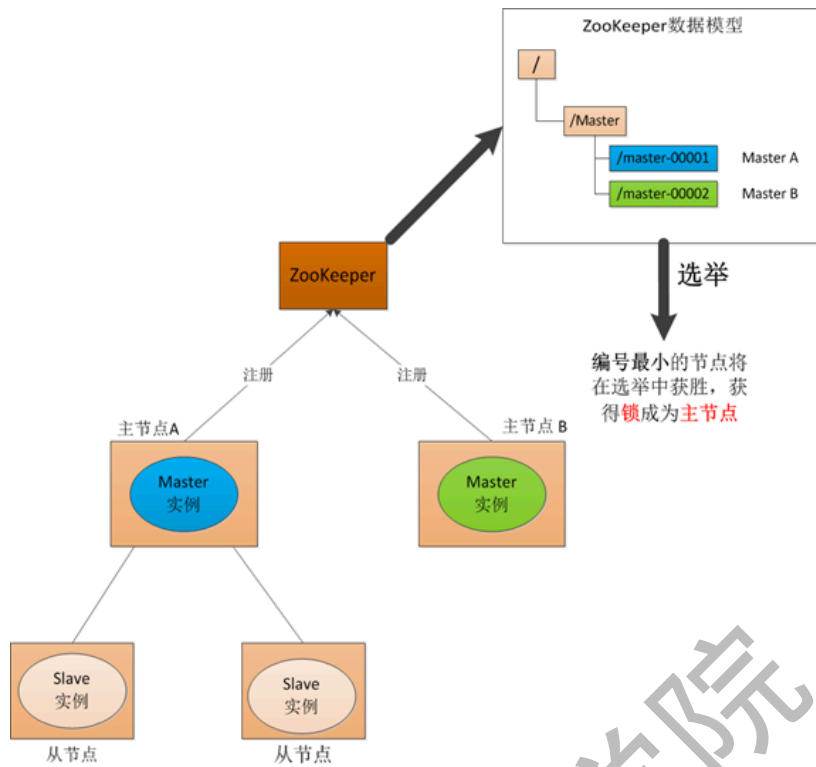 ZooKeeper数据模型
/
/Master
/master-00001 Master A
/master-00002 Master B
ZooKeeper
选举
编号最小的节点将
在选举中获胜，获
得锁成为主节点
注册 注册
主节点A 主节点 B
Master
实例
Master
实例
Slave
实例
Slave
实例
从节点 从节点
学院